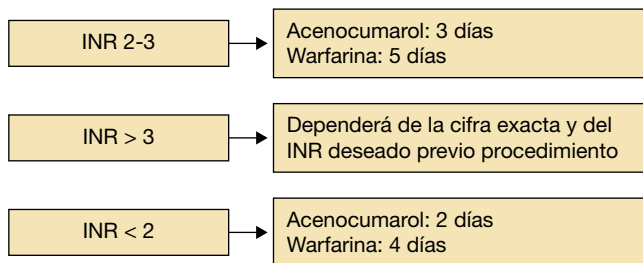 INR 2-3
Acenocumarol: 3 días
Warfarina: 5 días
INR > 3
Dependerá de la cifra exacta y del
INR deseado previo procedimiento
INR < 2
Acenocumarol: 2 días
Warfarina: 4 días